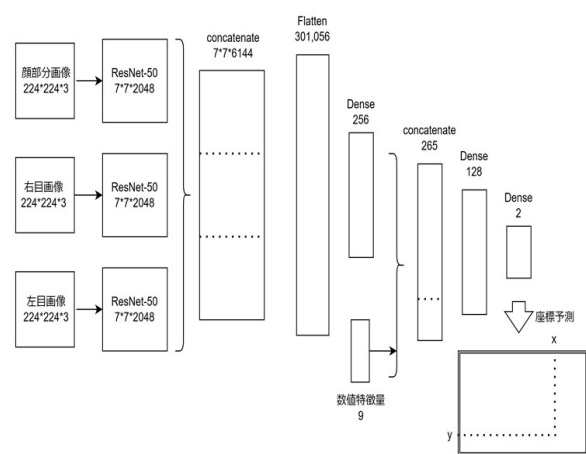 顔部分画像
224*224*3
ResNet-50
7*7*2048
右目画像
224*224*3
ResNet-50
7*7*2048
左目画像
224*224*3
ResNet-50
7*7*2048
concatenate
7*7*6144
Flatten
301,056
Dense
256
数値特徴量
9
concatenate
265
Dense
128
Dense
2
座標予測
x
y